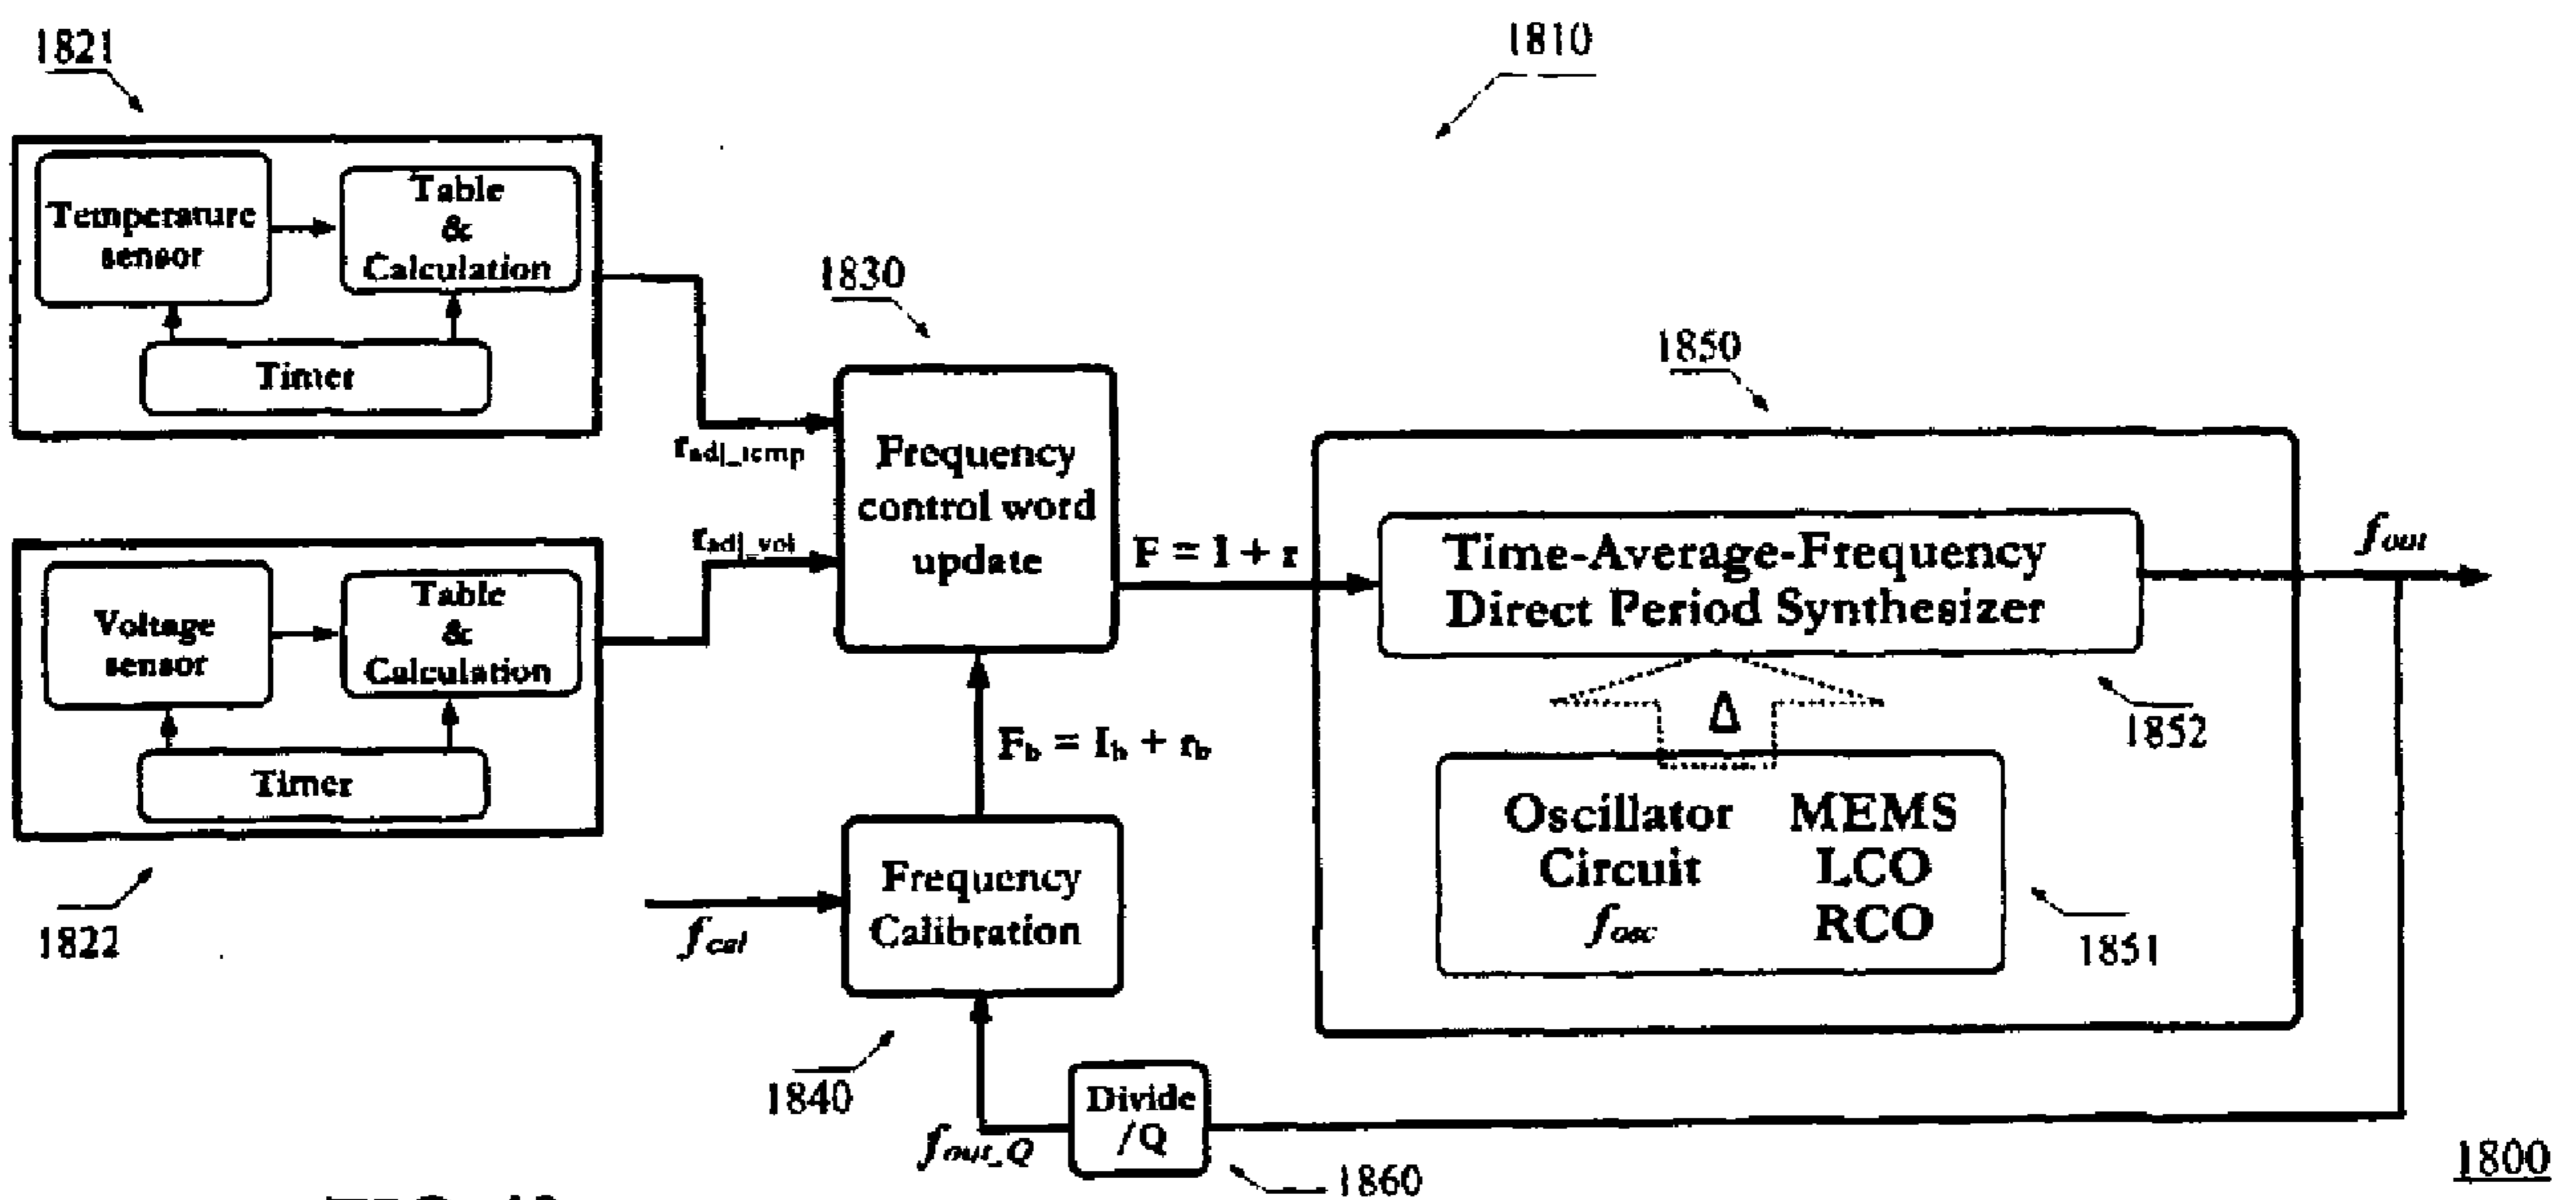 1821
1810
Temperature
sensor
Table
&
Calculation
Timer
1830
1850
r_adj_temp
Frequency
control word
update
F = I + r
Time-Average-Frequency
Direct Period Synthesizer
f_out
r_adj_vol
Voltage
sensor
Table
&
Calculation
Timer
1822
F_b = I_b + r_b
Δ
1852
Oscillator
Circuit
f_osc
MEMS
LCO
RCO
1851
f_cal
Frequency
Calibration
1840
f_out_Q
Divide
/Q
1860
1800